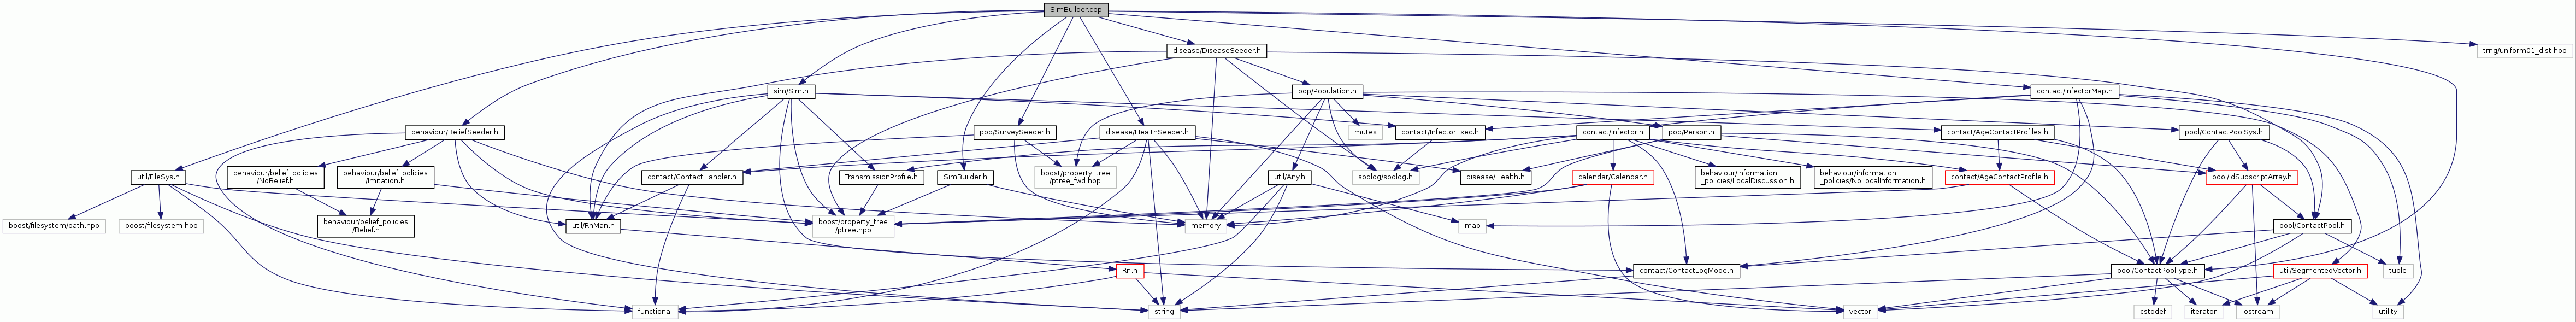 SimBuilder.cpp
disease/DiseaseSeeder.h
trng/uniform01_dist.hpp
sim/Sim.h
pop/Population.h
contact/InfectorMap.h
behaviour/BeliefSeeder.h
pop/SurveySeeder.h
disease/HealthSeeder.h
mutex
contact/InfectorExec.h
contact/Infector.h
pop/Person.h
contact/AgeContactProfiles.h
pool/ContactPoolSys.h
util/FileSys.h
behaviour/belief_policies
/NoBelief.h
behaviour/belief_policies
/Imitation.h
contact/ContactHandler.h
TransmissionProfile.h
SimBuilder.h
boost/property_tree
/ptree_fwd.hpp
util/Any.h
spdlog/spdlog.h
disease/Health.h
calendar/Calendar.h
behaviour/information
_policies/LocalDiscussion.h
behaviour/information
_policies/NoLocalInformation.h
contact/AgeContactProfile.h
pool/IdSubscriptArray.h
boost/filesystem/path.hpp
boost/filesystem.hpp
behaviour/belief_policies
/Belief.h
util/RnMan.h
boost/property_tree
/ptree.hpp
memory
map
pool/ContactPool.h
Rn.h
contact/ContactLogMode.h
pool/ContactPoolType.h
util/SegmentedVector.h
tuple
functional
string
vector
cstddef
iterator
iostream
utility